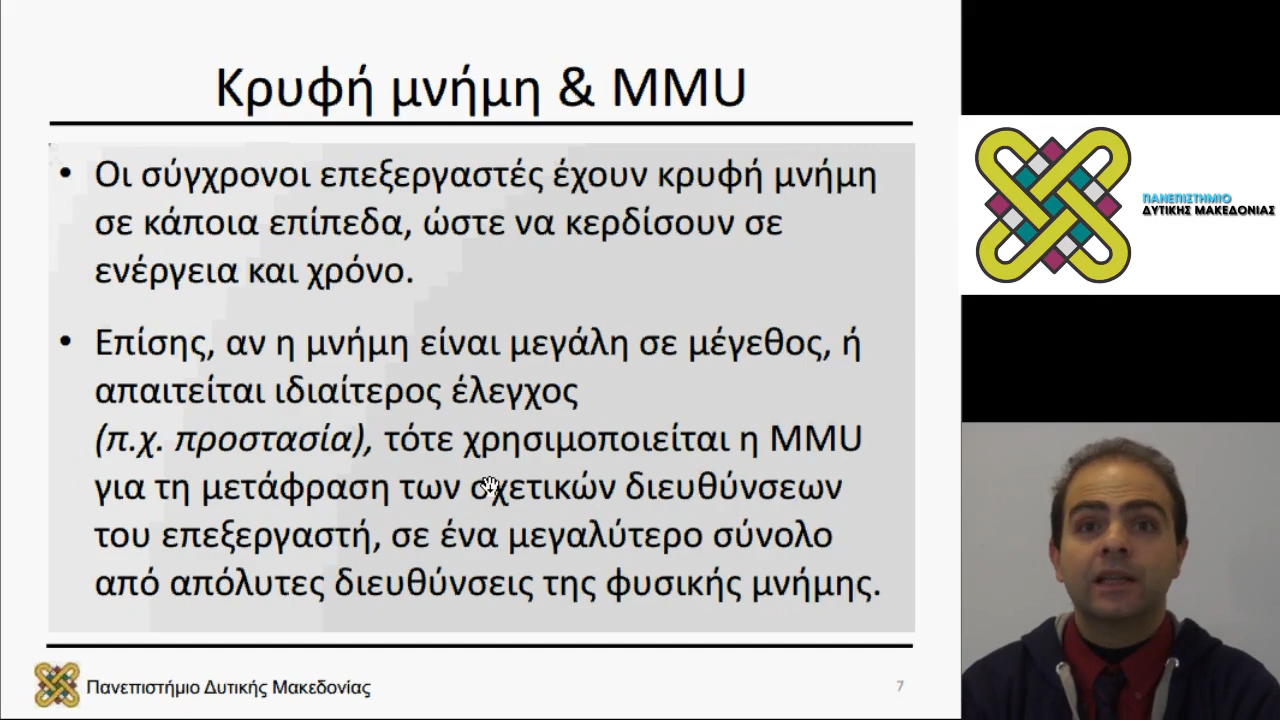 Κρυφή μνήμη & MMU
• Οι σύγχρονοι επεξεργαστές έχουν κρυφή μνήμη
σε κάποια επίπεδα, ώστε να κερδίσουν σε
ενέργεια και χρόνο.
• Επίσης, αν η μνήμη είναι μεγάλη σε μέγεθος, ή
απαιτείται ιδιαίτερος έλεγχος
(π.χ. προστασία), τότε χρησιμοποιείται η MMU
για τη μετάφραση των σχετικών διευθύνσεων
του επεξεργαστή, σε ένα μεγαλύτερο σύνολο
από απόλυτες διευθύνσεις της φυσικής μνήμης.
Πανεπιστήμιο Δυτικής Μακεδονίας
7
ΠΑΝΕΠΙΣΤΗΜΙΟ
ΔΥΤΙΚΗΣ ΜΑΚΕΔΟΝΙΑΣ